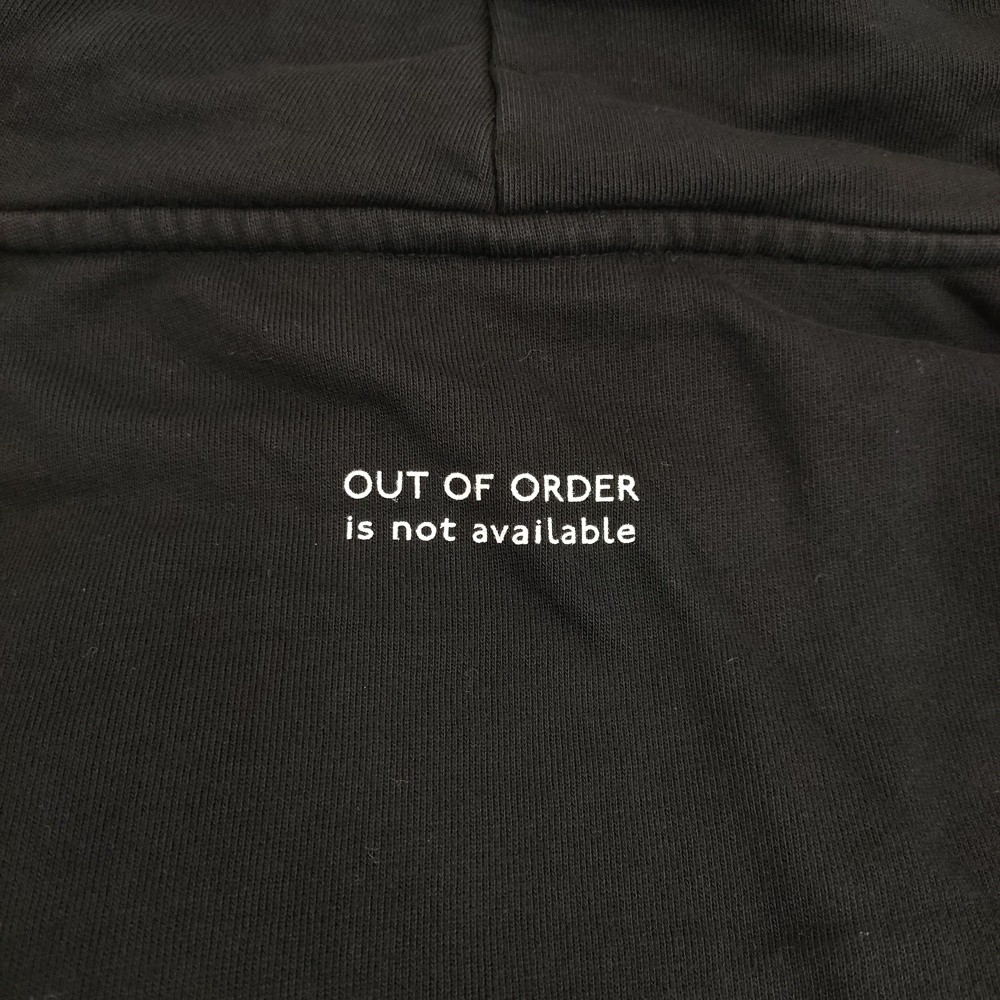 OUT OF ORDER
is not available